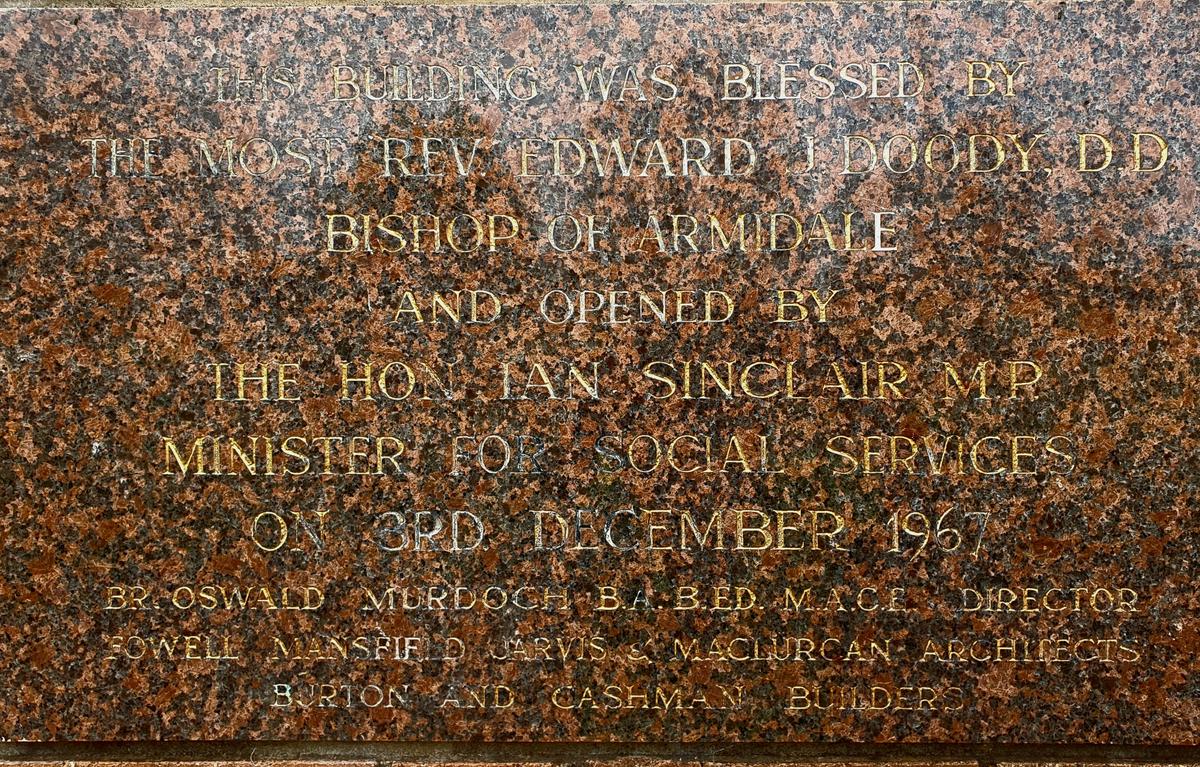 THIS BUILDING WAS BLESSED BY
THE MOST REV. EDWARD J. DOODY, D.D.
BISHOP OF ARMIDALE
AND OPENED BY
THE HON IAN SINCLAIR M.P.
MINISTER FOR SOCIAL SERVICES
ON 3RD. DECEMBER 1967
BR. OSWALD MURDOCH B.A. B.ED. M.A.C.E. DIRECTOR
FOWELL MANSFIELD JARVIS & MACLURCAN ARCHITECTS
BURTON AND CASHMAN BUILDERS